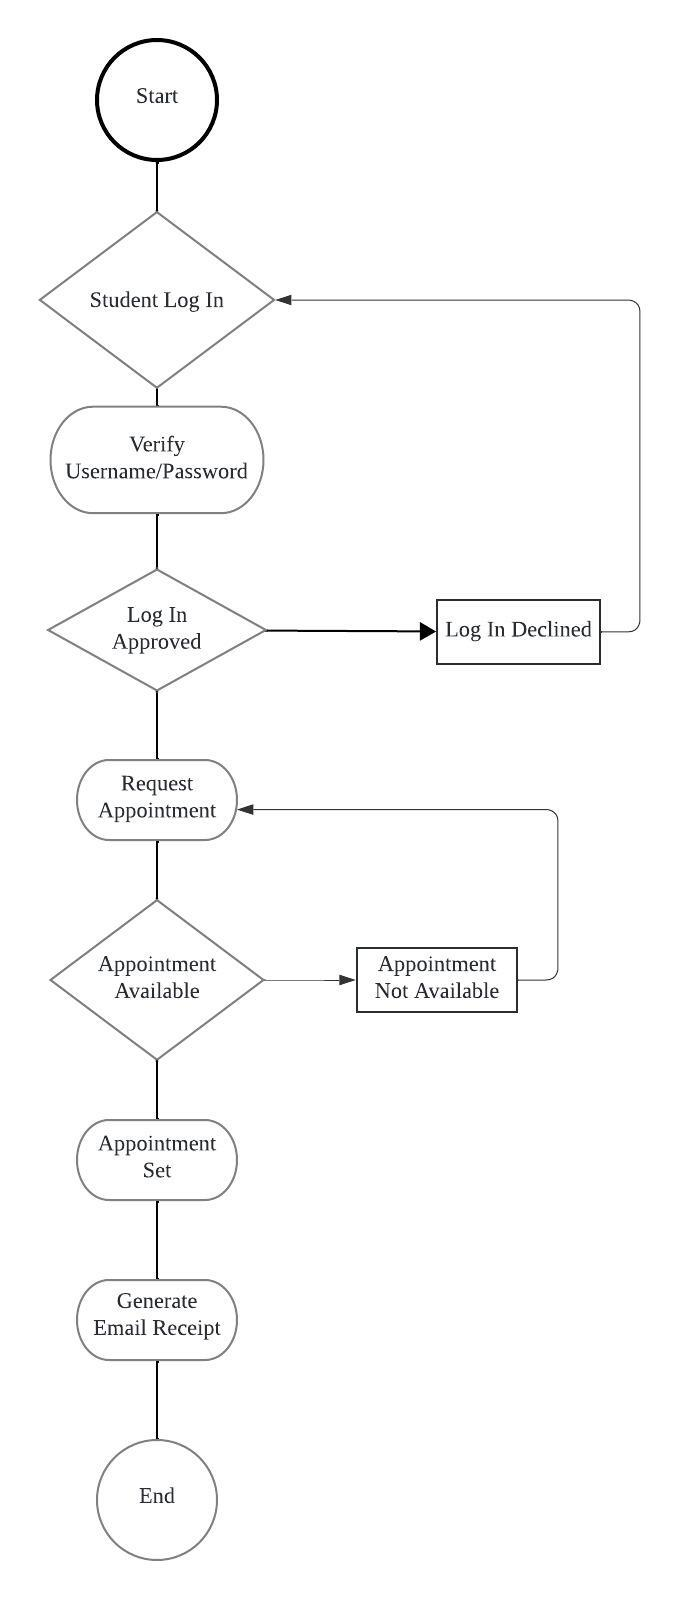 Start
Student Log In
Verify
Username/Password
Log In
Approved
Log In Declined
Request
Appointment
Appointment
Available
Appointment
Not Available
Appointment
Set
Generate
Email Receipt
End